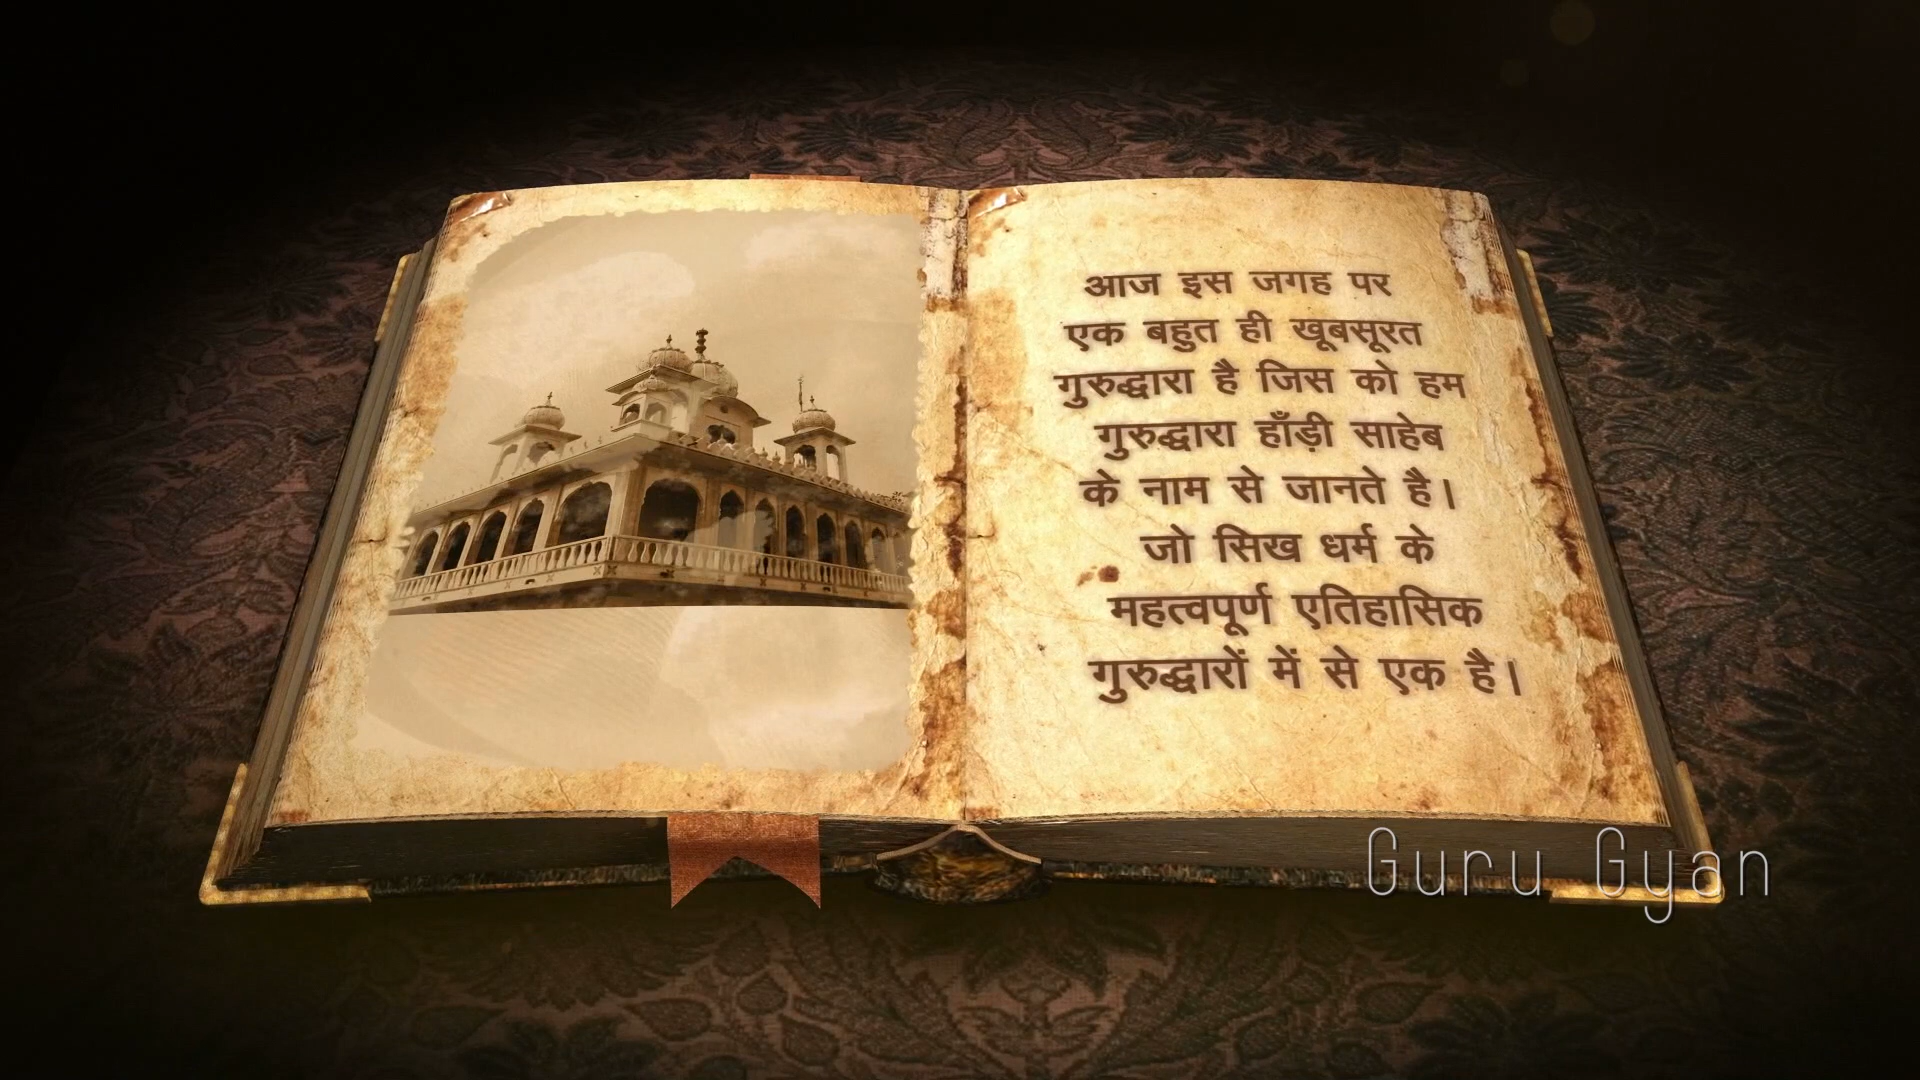 आज इस जगह पर
एक बहुत ही खूबसूरत
गुरुद्धारा है जिस को हम
गुरुद्धारा हाँड़ी साहेब
के नाम से जानते है।
जो सिख धर्म के
महत्वपूर्ण एतिहासिक
गुरुद्धारों में से एक है।
Guru Gyan